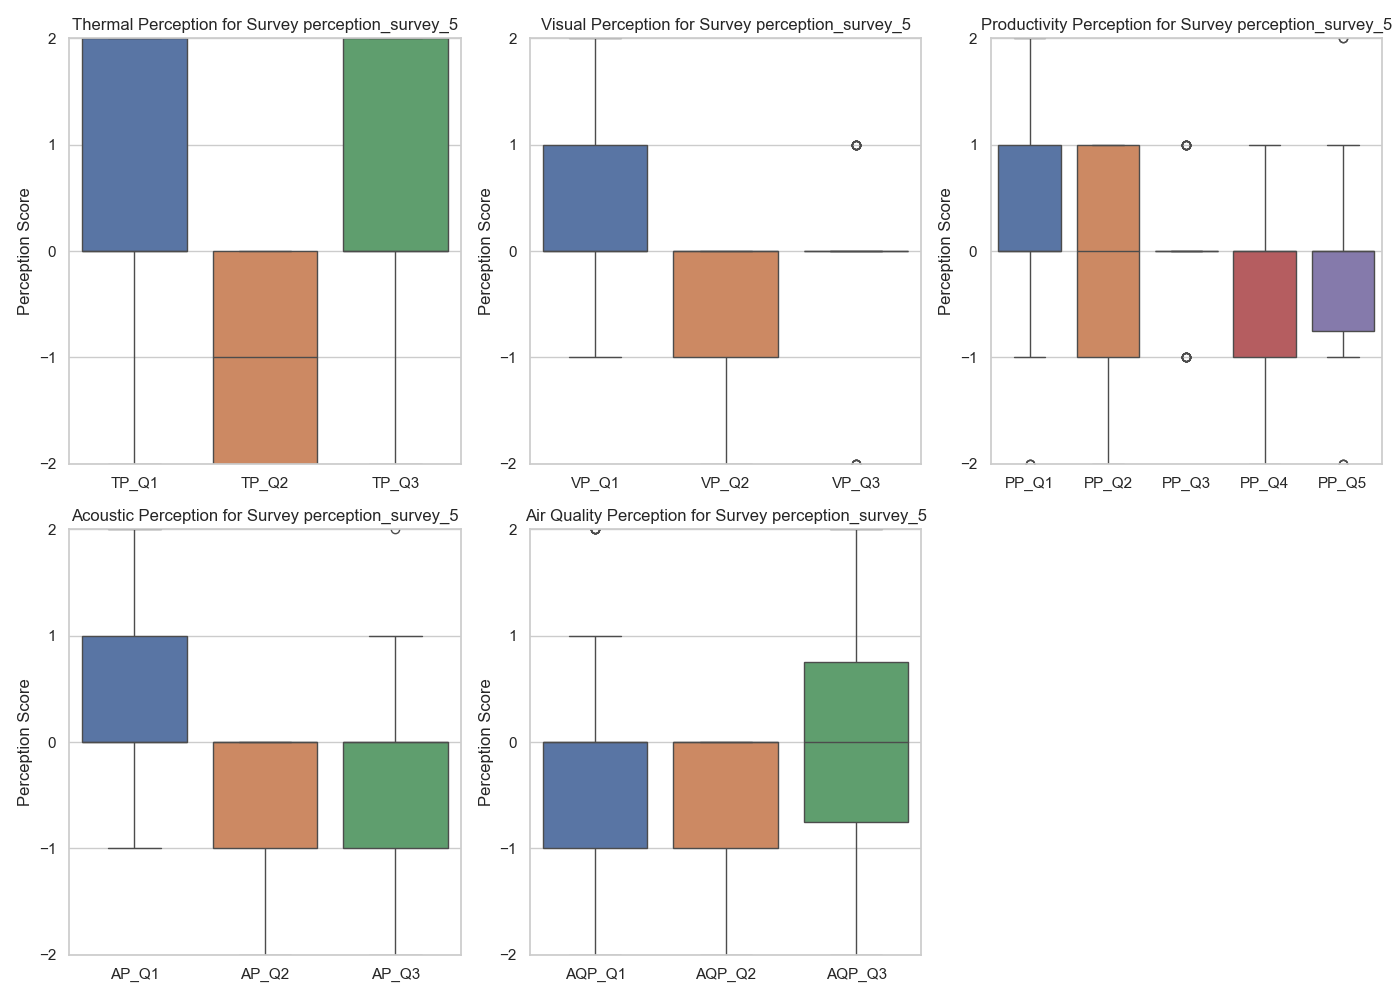 Thermal Perception for Survey perception_survey_5
Perception Score
2
1
0
−1
−2
TP_Q1 TP_Q2 TP_Q3
Visual Perception for Survey perception_survey_5
Perception Score
2
1
0
−1
−2
VP_Q1 VP_Q2 VP_Q3
Productivity Perception for Survey perception_survey_5
Perception Score
2
1
0
−1
−2
PP_Q1 PP_Q2 PP_Q3 PP_Q4 PP_Q5
Acoustic Perception for Survey perception_survey_5
Perception Score
2
1
0
−1
−2
AP_Q1 AP_Q2 AP_Q3
Air Quality Perception for Survey perception_survey_5
Perception Score
2
1
0
−1
−2
AQP_Q1 AQP_Q2 AQP_Q3